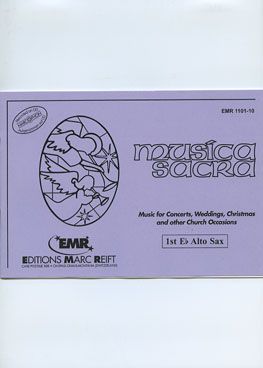 EMR 1101-10
musica
sacra
Music for Concerts, Weddings, Christmas
and other Church Occasions
1st E♭ Alto Sax
EMR
EDITIONS MARC REIFT